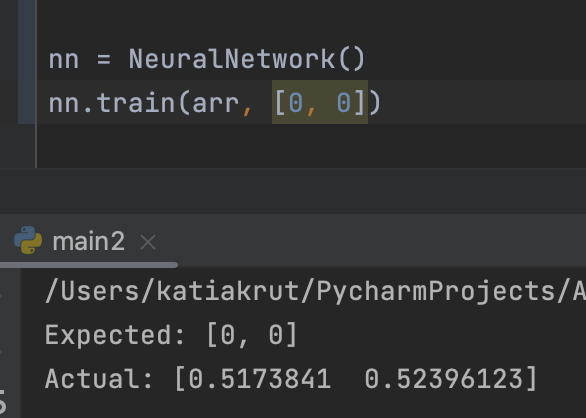 nn = NeuralNetwork()
nn.train(arr, [0, 0])
main2
/Users/katiakrut/PycharmProjects/A
Expected: [0, 0]
Actual: [0.5173841  0.52396123]